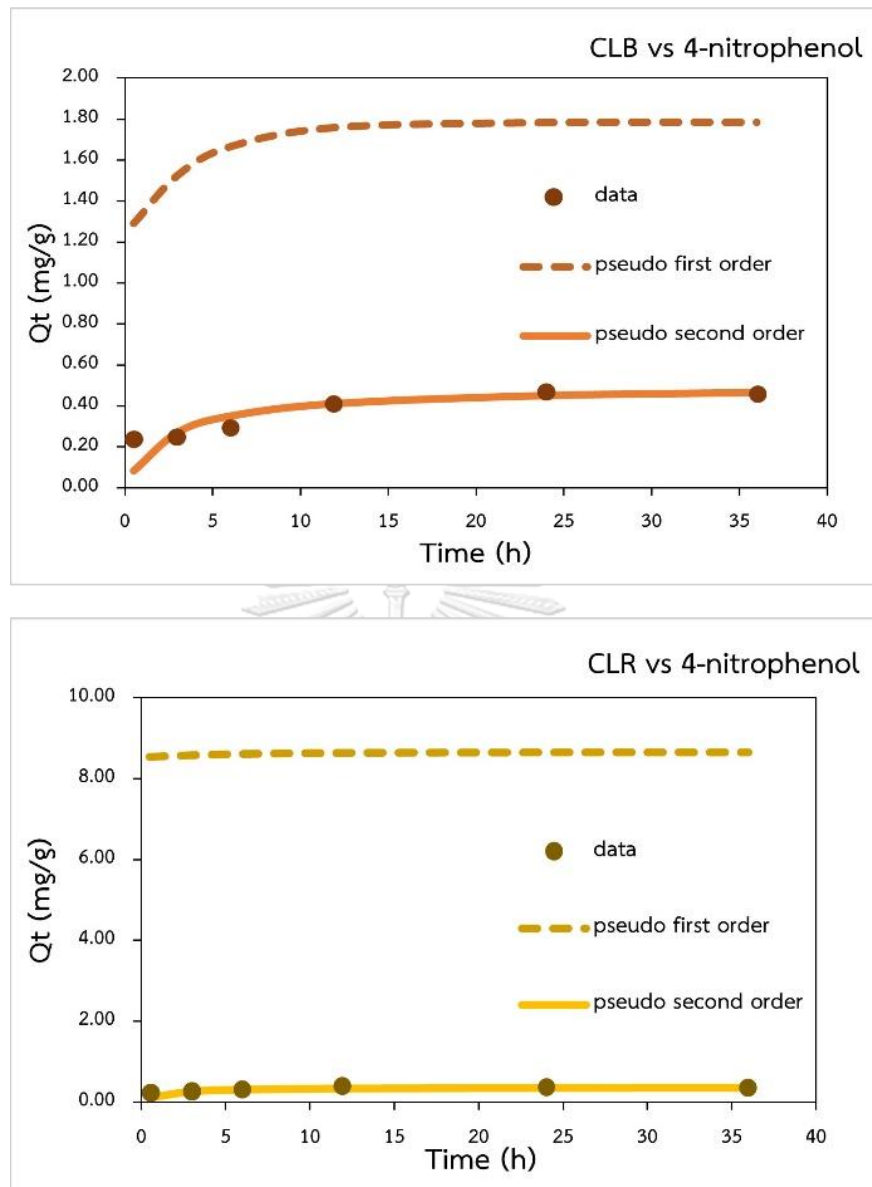 CLB vs 4-nitrophenol
2.00
1.80
1.60
1.40
1.20
1.00
0.80
0.60
0.40
0.20
0.00
Qt (mg/g)
data
pseudo first order
pseudo second order
0 5 10 15 20 25 30 35 40
Time (h)
CLR vs 4-nitrophenol
10.00
8.00
6.00
4.00
2.00
0.00
Qt (mg/g)
data
pseudo first order
pseudo second order
0 5 10 15 20 25 30 35 40
Time (h)